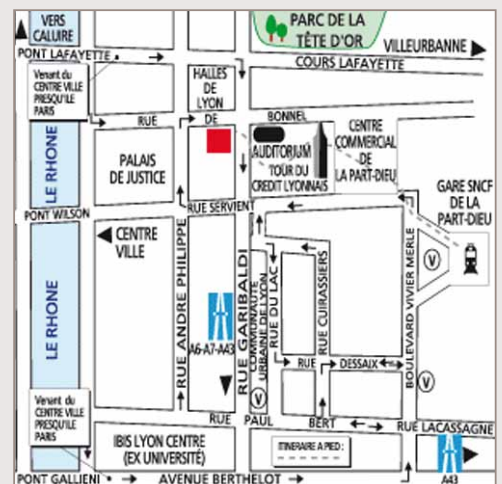 VERS
CALUIRE
PARC DE LA
TÊTE D'OR
VILLEURBANNE
PONT LAFAYETTE
COURS LAFAYETTE
Venant du
CENTRE VILLE
PRESQU'ILE
PARIS
HALLES
DE
LYON
RUE
DE
BONNEL
LE RHONE
PALAIS
DE JUSTICE
AUDITORIUM
TOUR DU
CREDIT LYONNAIS
CENTRE
COMMERCIAL
DE
LA PART-DIEU
GARE SNCF
DE LA
PART-DIEU
PONT WILSON
RUE SERVIENT
CENTRE
VILLE
RUE ANDRE PHILIPPE
RUE GARIBALDI
COMMUNAUTE
URBAINE DE LYON
RUE DU LAC
RUE CUIRASSIERS
BOULEVARD VIVIER MERLE
V
LE RHONE
A6-A7-A43
RUE
DESSAIX
V
V
Venant du
CENTRE VILLE
PRESQU'ILE
PARIS
RUE
PAUL
BERT
RUE LACASSAGNE
IBIS LYON CENTRE
(EX UNIVERSITÉ)
ITINERAIRE A PIED :
PONT GALLIENI
AVENUE BERTHELOT
A43